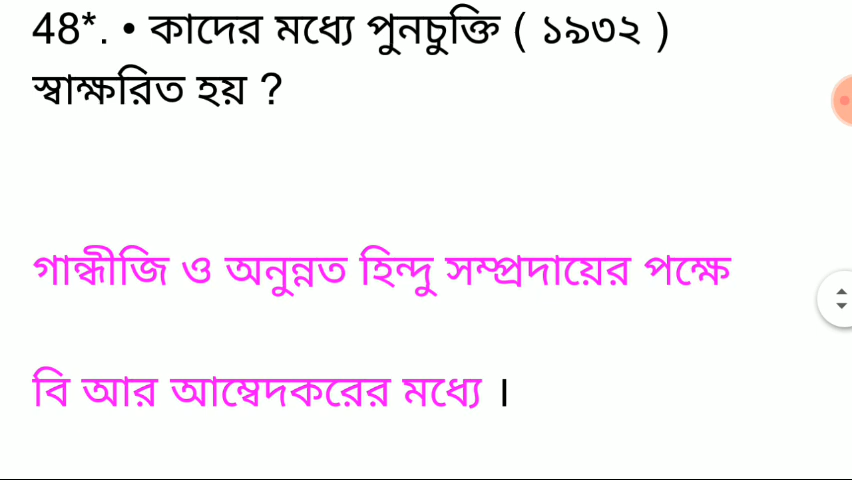 48*. • কাদের মধ্যে পুনচুক্তি ( ১৯৩২ )
স্বাক্ষরিত হয় ?
গান্ধীজি ও অনুন্নত হিন্দু সম্প্রদায়ের পক্ষে
বি আর আম্বেদকরের মধ্যে ।